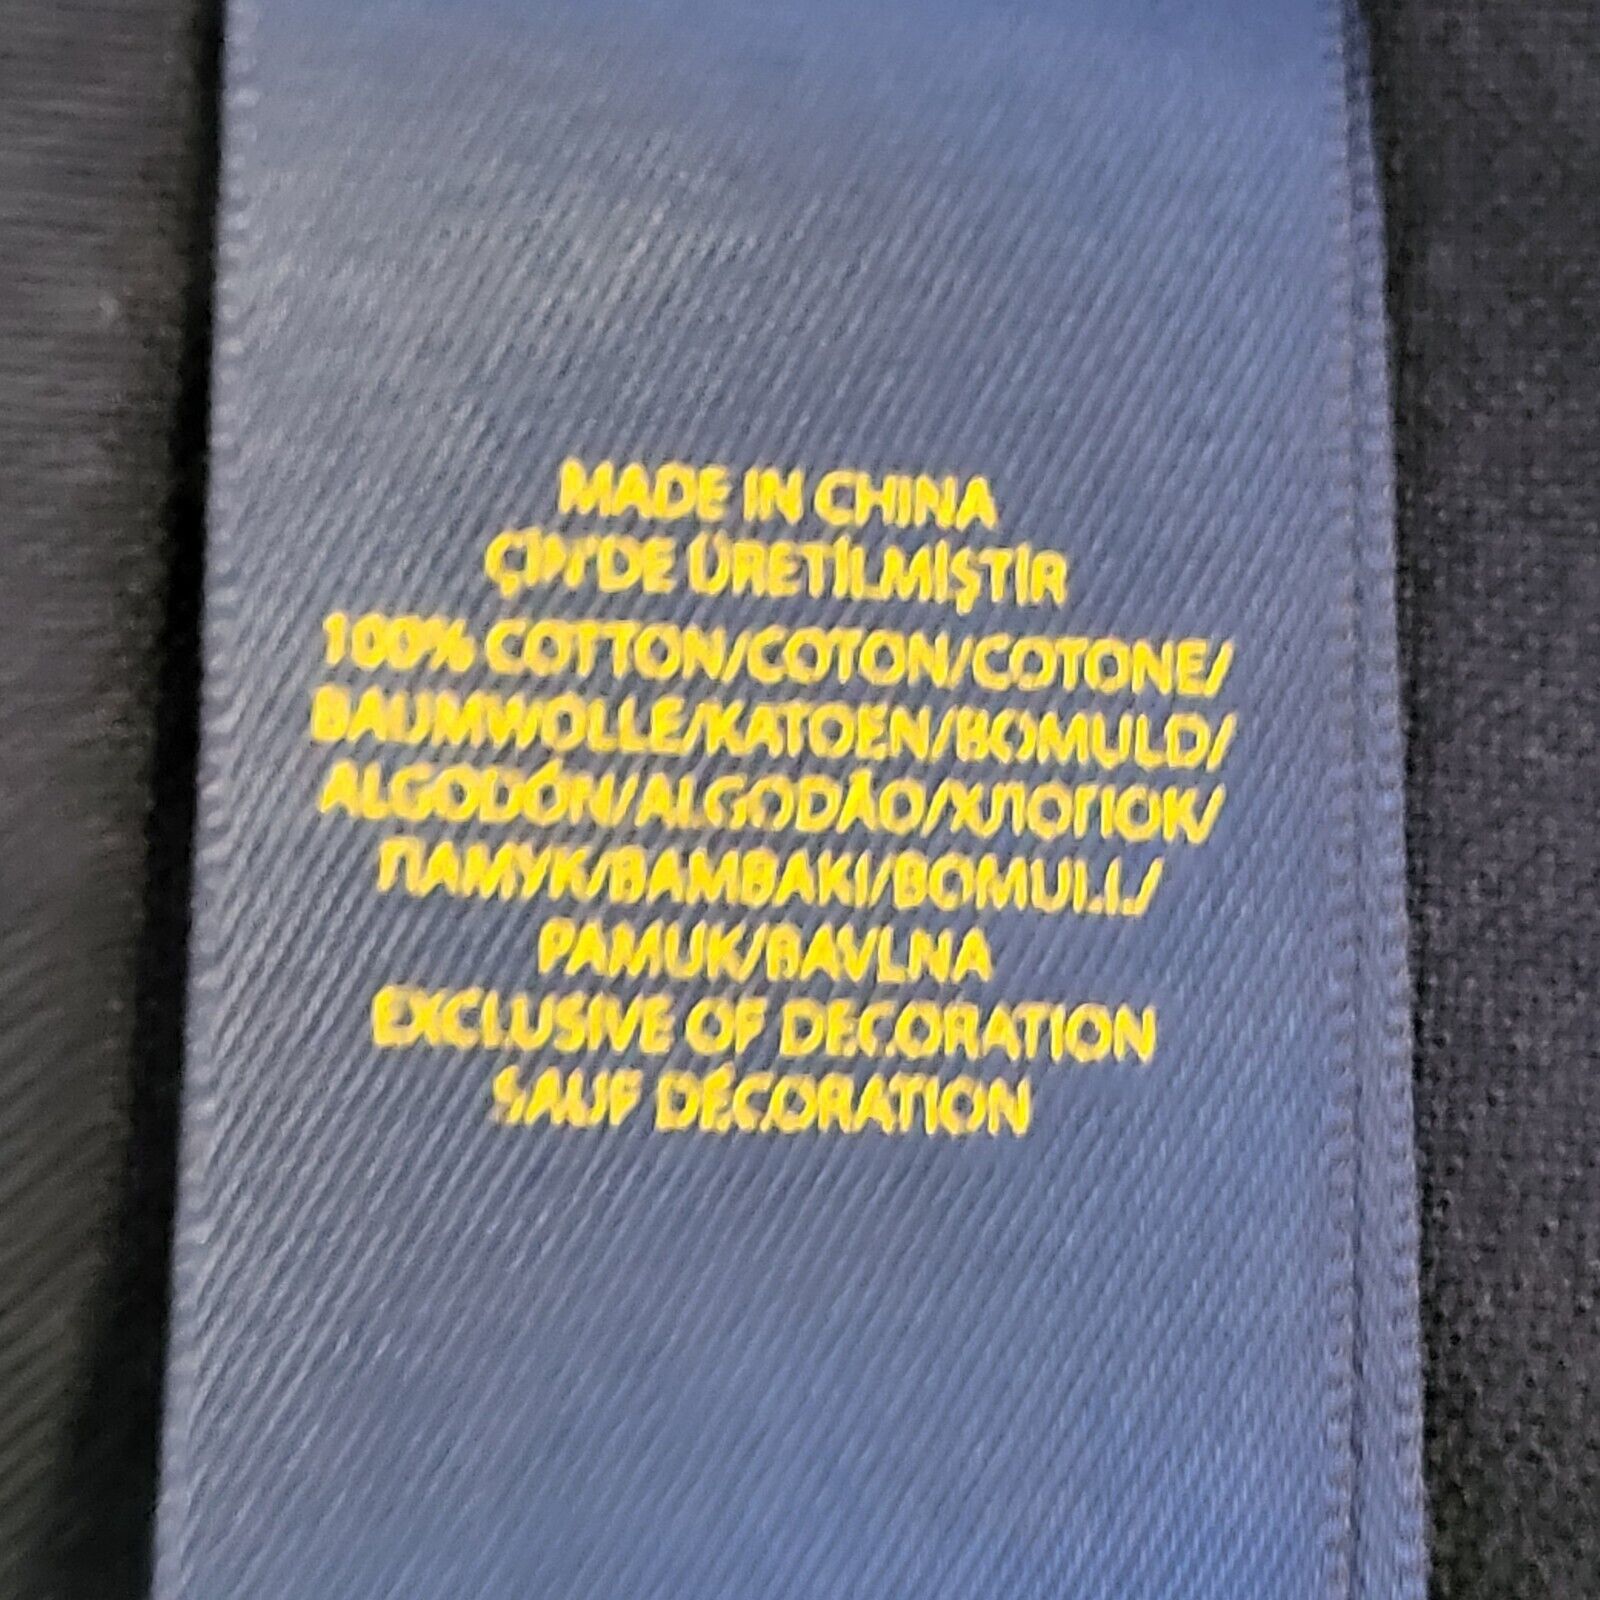 MADE IN CHINA
ÇİN'DE ÜRETİLMİŞTİR
100% COTTON/COTON/COTONE/
BAUMWOLLE/KATOEN/BOMULD/
ALGODÓN/ALGODÃO/ХЛОПОК/
ПАМУК/BAMBAKI/BOMULL/
PAMUK/BAVLNA
EXCLUSIVE OF DECORATION
SAUF DÉCORATION